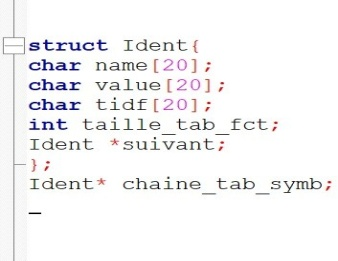 struct Ident{
char name[20];
char value[20];
char tidf[20];
int taille_tab_fct;
Ident *suivant;
};
Ident* chaine_tab_symb;